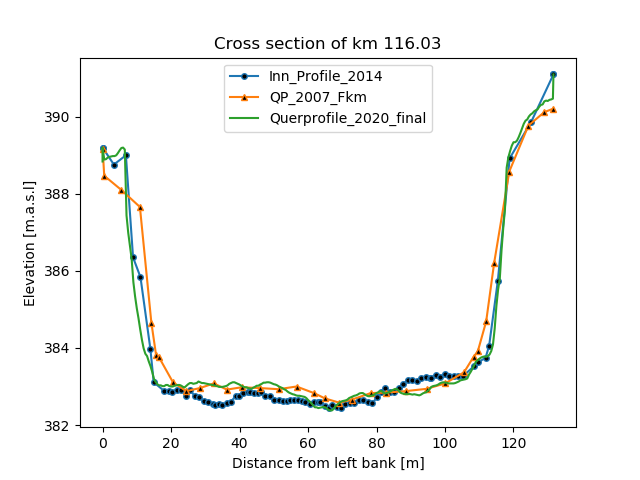 Cross section of km 116.03
Inn_Profile_2014
QP_2007_Fkm
Querprofile_2020_final
390
388
386
384
382
Elevation [m.a.s.l]
0 20 40 60 80 100 120
Distance from left bank [m]